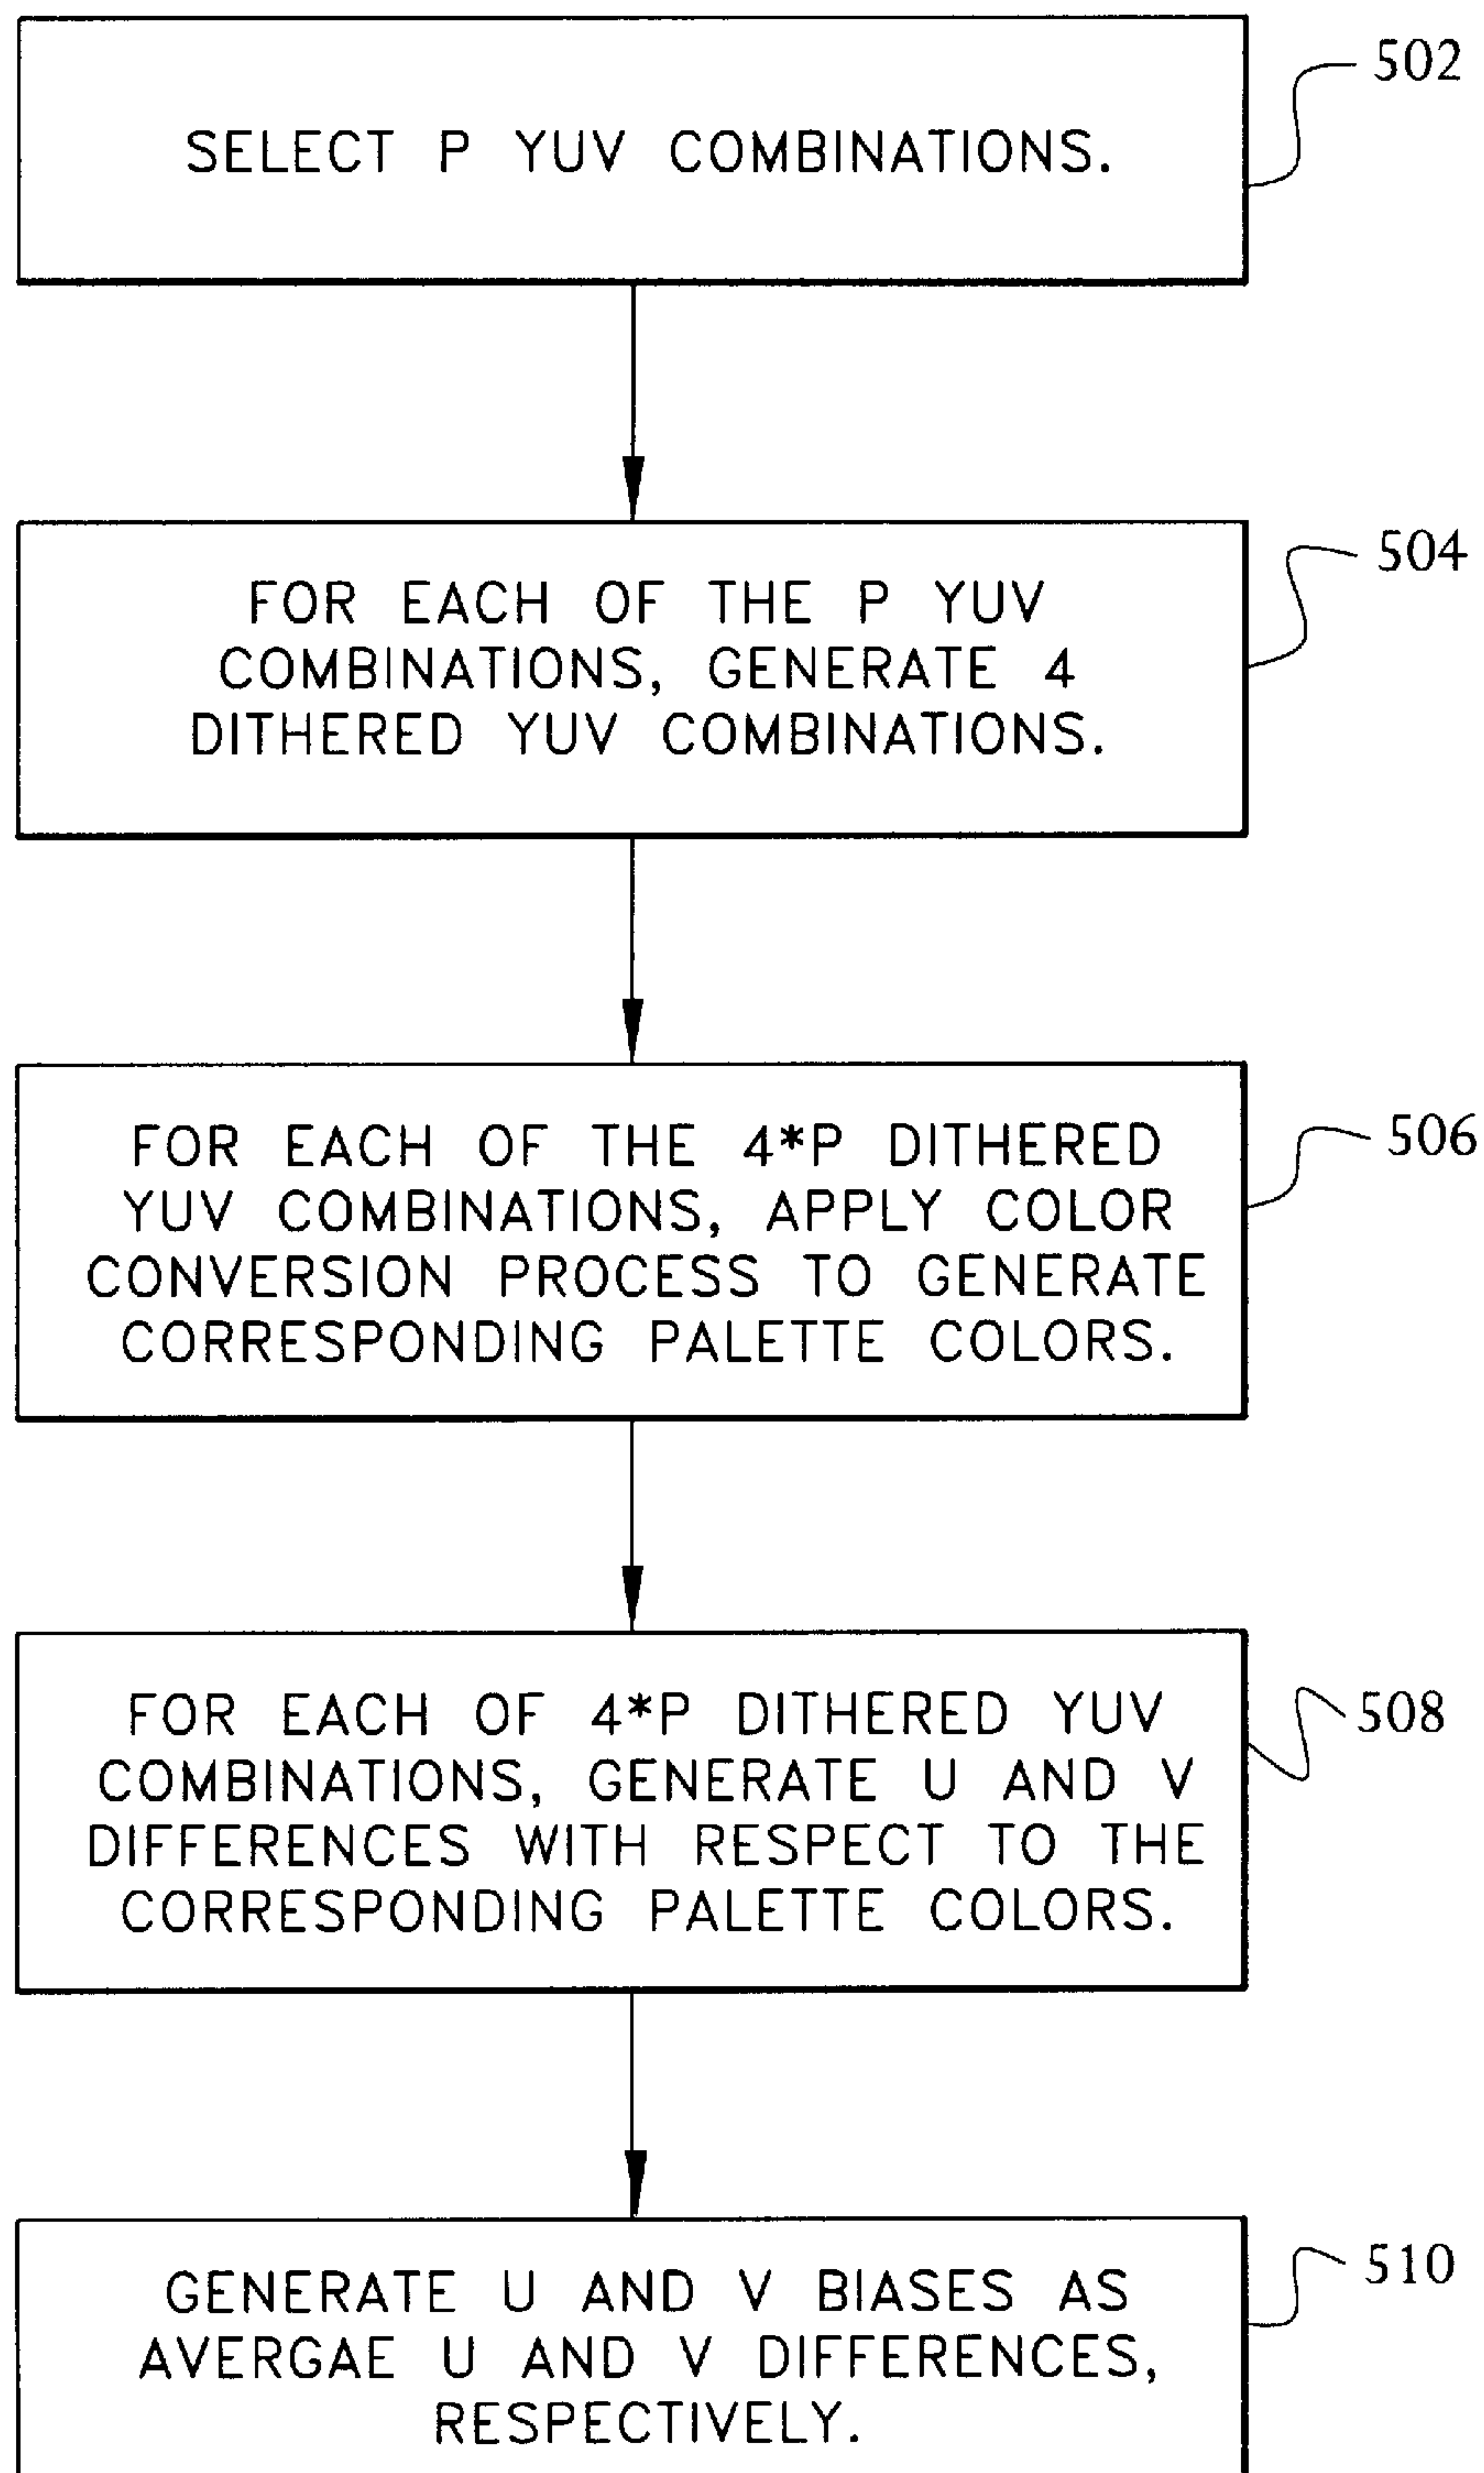 502
SELECT P YUV COMBINATIONS.
504
FOR EACH OF THE P YUV
COMBINATIONS, GENERATE 4
DITHERED YUV COMBINATIONS.
506
FOR EACH OF THE 4*P DITHERED
YUV COMBINATIONS, APPLY COLOR
CONVERSION PROCESS TO GENERATE
CORRESPONDING PALETTE COLORS.
508
FOR EACH OF 4*P DITHERED YUV
COMBINATIONS, GENERATE U AND V
DIFFERENCES WITH RESPECT TO THE
CORRESPONDING PALETTE COLORS.
510
GENERATE U AND V BIASES AS
AVERGAE U AND V DIFFERENCES,
RESPECTIVELY.